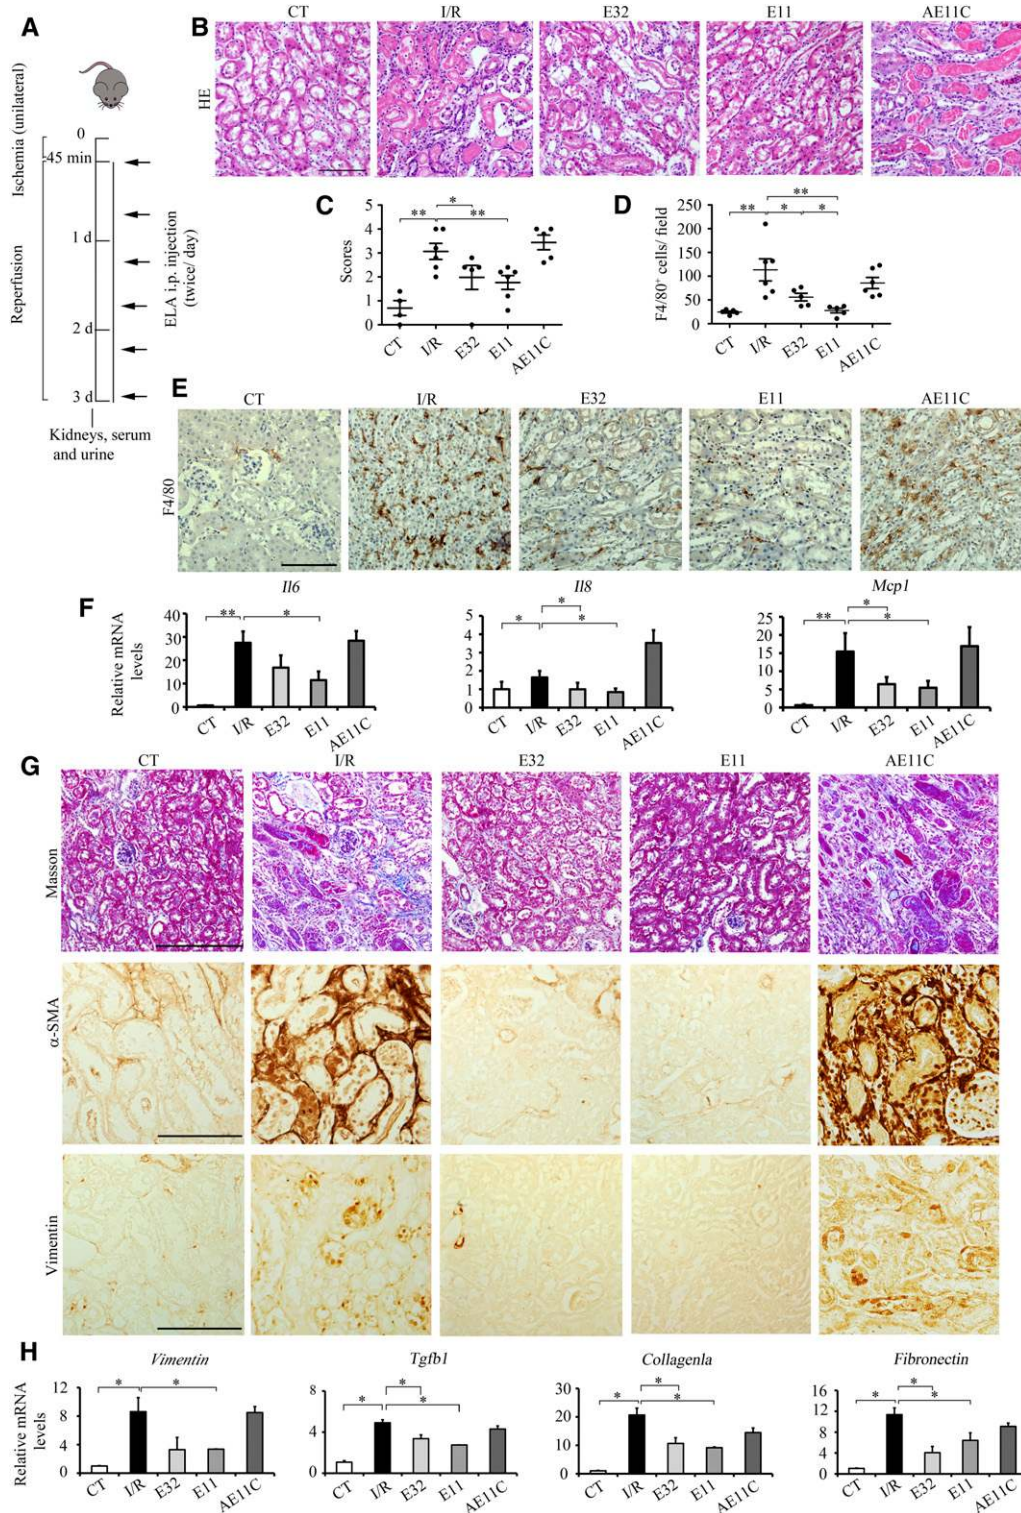 A
Ischemia (unilateral)
Reperfusion
0
45 min
1 d
2 d
3 d
ELA i.p. injection
(twice/ day)
Kidneys, serum
and urine
B
CT I/R E32 E11 AE11C
HE
C
Scores
5
4
3
2
1
0
** * **
CT I/R E32 E11 AE11C
D
F4/80+ cells/ field
250
200
150
100
50
0
**
** * *
CT I/R E32 E11 AE11C
E
CT I/R E32 E11 AE11C
F4/80
F
Relative mRNA
levels
Il6
40
30
20
10
0
** *
CT I/R E32 E11 AE11C
Il8
5
4
3
2
1
0
*
* *
CT I/R E32 E11 AE11C
Mcp1
25
20
15
10
5
0
*
** *
CT I/R E32 E11 AE11C
G
CT I/R E32 E11 AE11C
Masson
α-SMA
Vimentin
H
Relative mRNA
levels
Vimentin
12
8
4
0
* *
CT I/R E32 E11 AE11C
Tgfb1
8
4
0
*
* *
CT I/R E32 E11 AE11C
Collagenla
30
20
10
0
*
* *
CT I/R E32 E11 AE11C
Fibronectin
16
12
8
4
0
*
* *
CT I/R E32 E11 AE11C